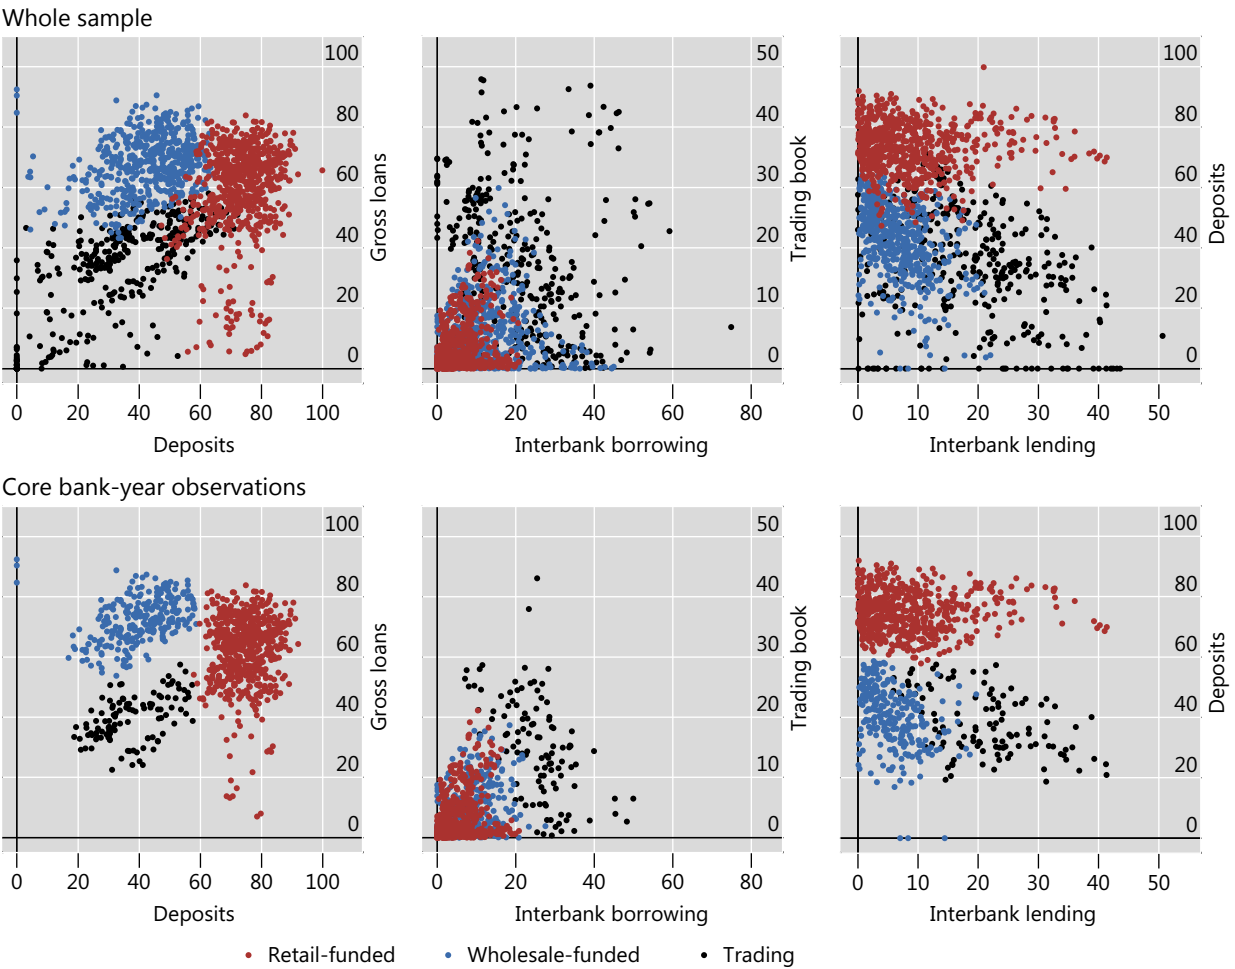 Whole sample
100
80
60
40
20
0
Gross loans
0 20 40 60 80 100
Deposits
50
40
30
20
10
0
Trading book
0 20 40 60 80
Interbank borrowing
100
80
60
40
20
0
Deposits
0 10 20 30 40 50
Interbank lending
Core bank-year observations
100
80
60
40
20
0
Gross loans
0 20 40 60 80 100
Deposits
50
40
30
20
10
0
Trading book
0 20 40 60 80
Interbank borrowing
100
80
60
40
20
0
Deposits
0 10 20 30 40 50
Interbank lending
Retail-funded Wholesale-funded Trading